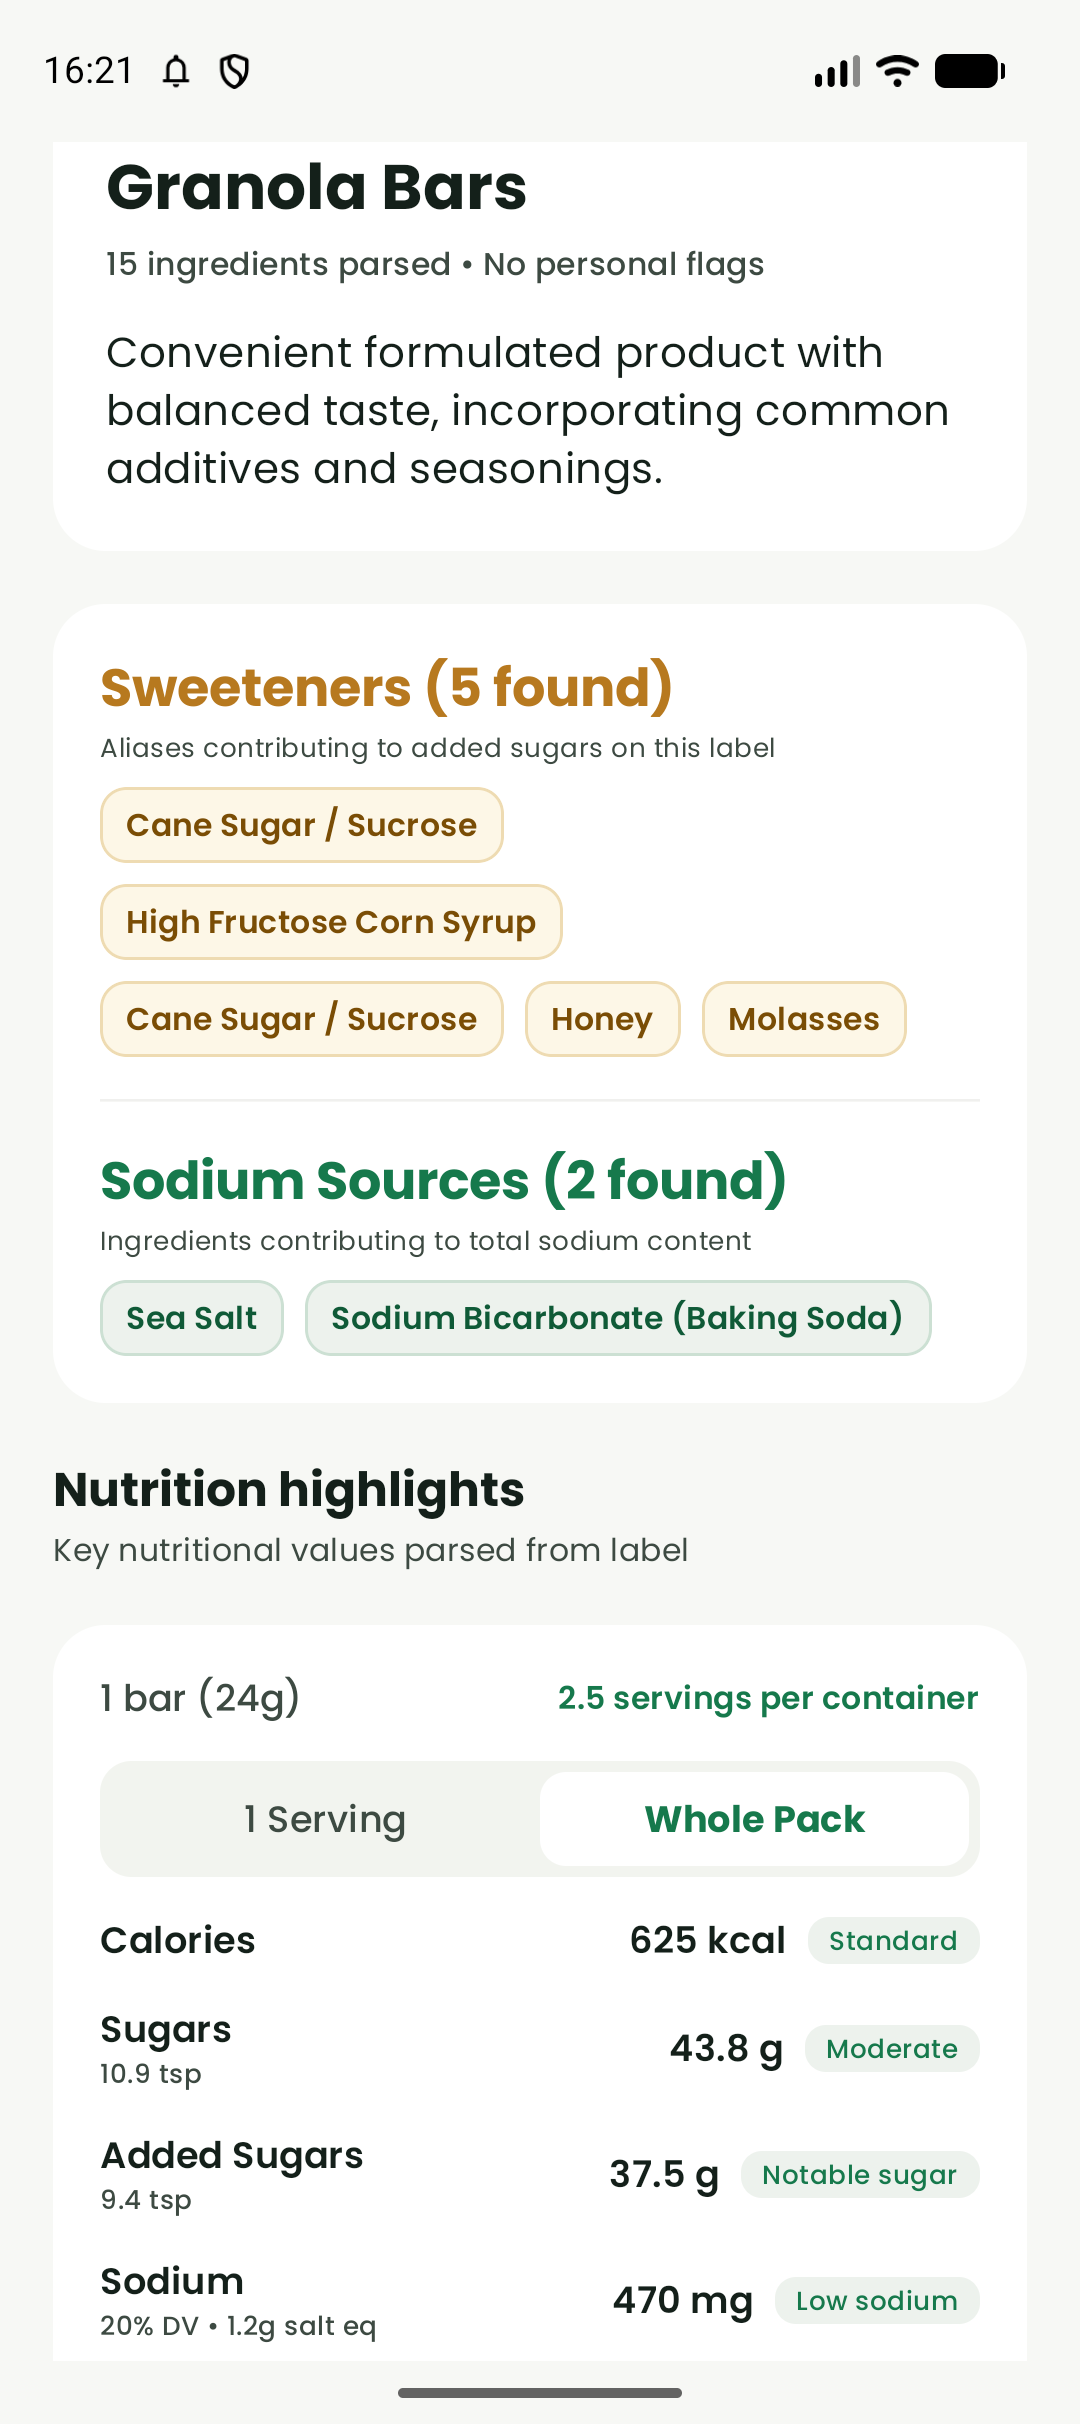 16:21
Granola Bars
15 ingredients parsed • No personal flags
Convenient formulated product with
balanced taste, incorporating common
additives and seasonings.
Sweeteners (5 found)
Aliases contributing to added sugars on this label
Cane Sugar / Sucrose
High Fructose Corn Syrup
Cane Sugar / Sucrose Honey Molasses
Sodium Sources (2 found)
Ingredients contributing to total sodium content
Sea Salt Sodium Bicarbonate (Baking Soda)
Nutrition highlights
Key nutritional values parsed from label
1 bar (24g) 2.5 servings per container
1 Serving Whole Pack
Calories 625 kcal Standard
Sugars 43.8 g Moderate
10.9 tsp
Added Sugars 37.5 g Notable sugar
9.4 tsp
Sodium 470 mg Low sodium
20% DV • 1.2g salt eq